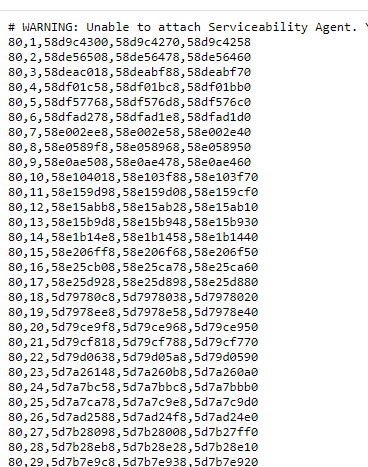 # WARNING: Unable to attach Serviceability Agent.
80,1,58d9c4300,58d9c4270,58d9c4258
80,2,58de56508,58de56478,58de56460
80,3,58deac018,58deabf88,58deabf70
80,4,58df01c58,58df01bc8,58df01bb0
80,5,58df57768,58df576d8,58df576c0
80,6,58dfad278,58dfad1e8,58dfad1d0
80,7,58e002ee8,58e002e58,58e002e40
80,8,58e0589f8,58e058968,58e058950
80,9,58e0ae508,58e0ae478,58e0ae460
80,10,58e104018,58e103f88,58e103f70
80,11,58e159d98,58e159d08,58e159cf0
80,12,58e15abb8,58e15ab28,58e15ab10
80,13,58e15b9d8,58e15b948,58e15b930
80,14,58e1b14e8,58e1b1458,58e1b1440
80,15,58e206ff8,58e206f68,58e206f50
80,16,58e25cb08,58e25ca78,58e25ca60
80,17,58e25d928,58e25d898,58e25d880
80,18,5d79780c8,5d7978038,5d7978020
80,19,5d7978ee8,5d7978e58,5d7978e40
80,20,5d79ce9f8,5d79ce968,5d79ce950
80,21,5d79cf818,5d79cf788,5d79cf770
80,22,5d79d0638,5d79d05a8,5d79d0590
80,23,5d7a26148,5d7a260b8,5d7a260a0
80,24,5d7a7bc58,5d7a7bbc8,5d7a7bbb0
80,25,5d7a7ca78,5d7a7c9e8,5d7a7c9d0
80,26,5d7ad2588,5d7ad24f8,5d7ad24e0
80,27,5d7b28098,5d7b28008,5d7b27ff0
80,28,5d7b28eb8,5d7b28e28,5d7b28e10
80,29,5d7b7e9c8,5d7b7e938,5d7b7e920